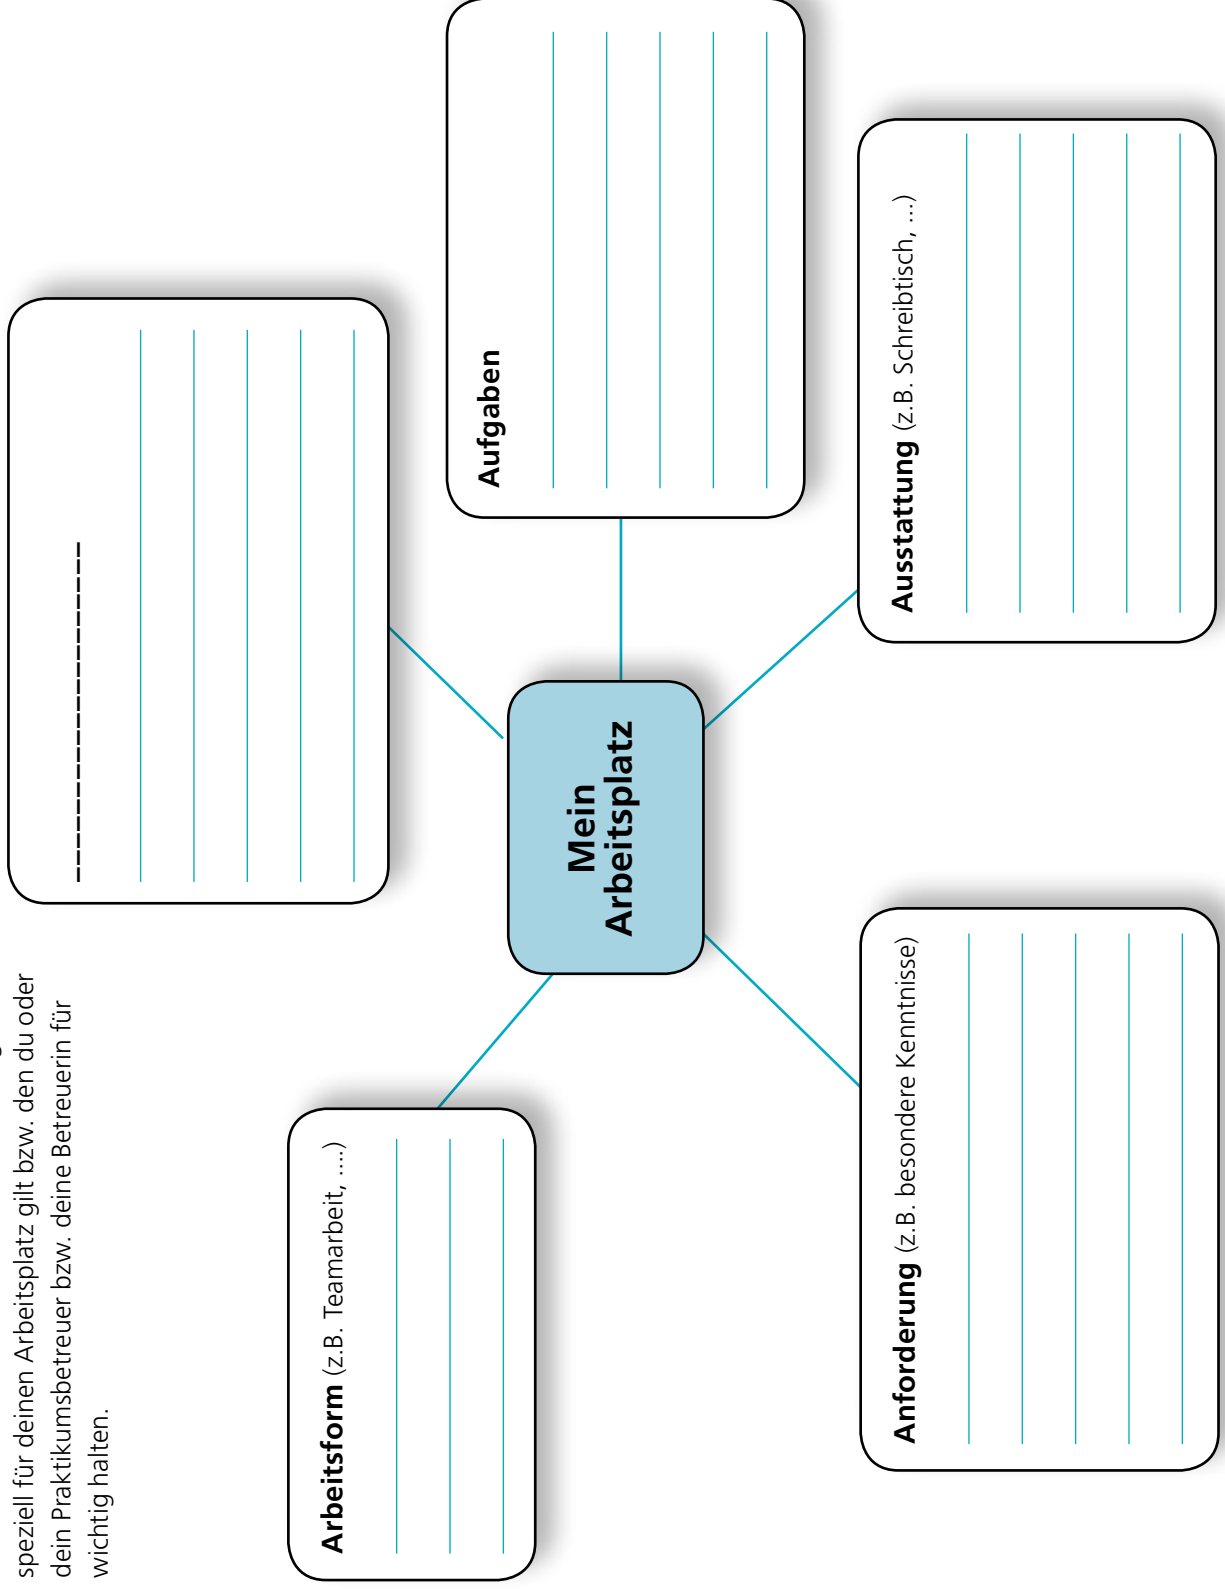 speziell für deinen Arbeitsplatz gilt bzw. den du oder
dein Praktikumsbetreuer bzw. deine Betreuerin für
wichtig halten.
Arbeitsform (z.B. Teamarbeit, ....)
Aufgaben
Mein
Arbeitsplatz
Anforderung (z.B. besondere Kenntnisse)
Ausstattung (z.B. Schreibtisch, ...)